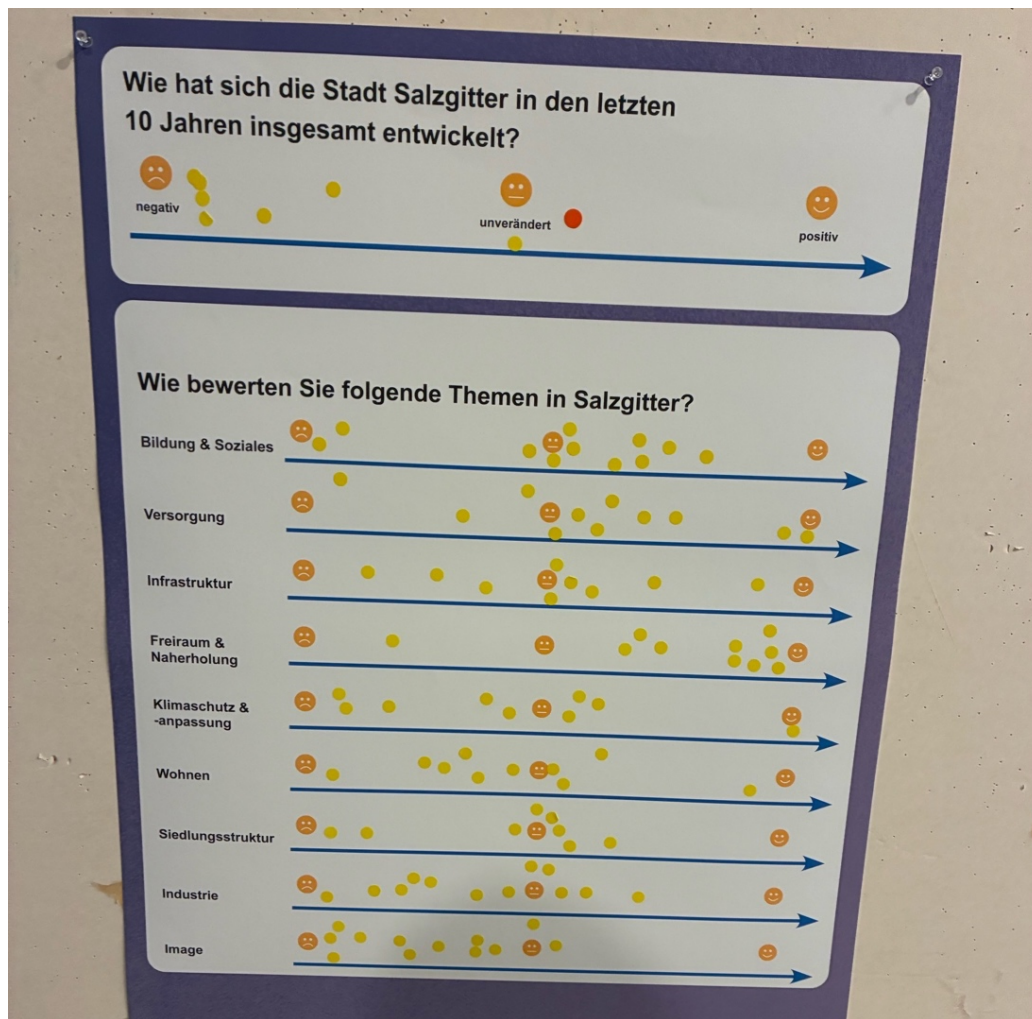 Wie hat sich die Stadt Salzgitter in den letzten
10 Jahren insgesamt entwickelt?
negativ
unverändert
positiv
Wie bewerten Sie folgende Themen in Salzgitter?
Bildung & Soziales
Versorgung
Infrastruktur
Freiraum &
Naherholung
Klimaschutz &
-anpassung
Wohnen
Siedlungsstruktur
Industrie
Image